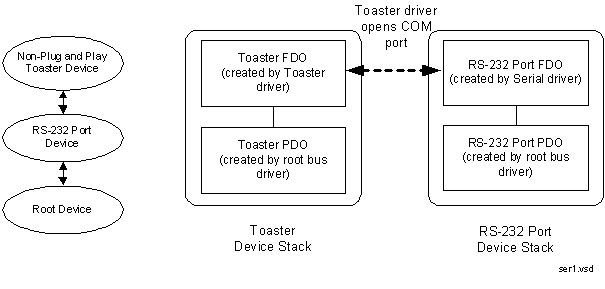 Non-Plug and Play
Toaster Device
RS-232 Port
Device
Root Device
Toaster driver
opens COM
port
Toaster FDO
(created by Toaster
driver)
Toaster PDO
(created by root bus
driver)
Toaster
Device Stack
RS-232 Port FDO
(created by Serial driver)
RS-232 Port PDO
(created by root bus
driver)
RS-232 Port
Device Stack
ser1.vsd